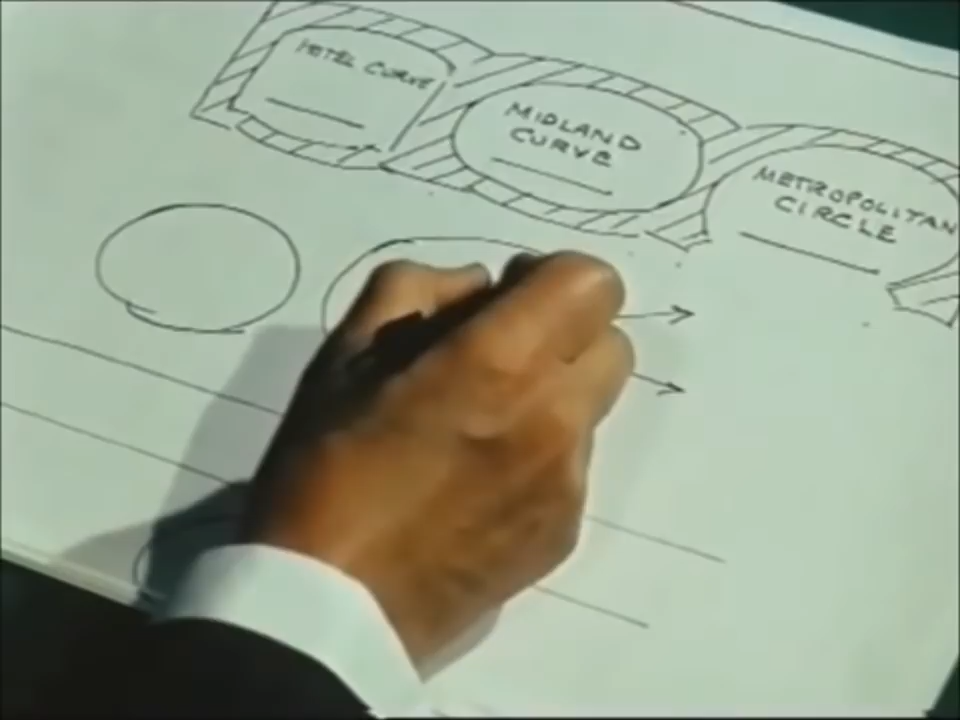 HOTEL CURVE
MIDLAND
CURVE
METROPOLITAN
CIRCLE